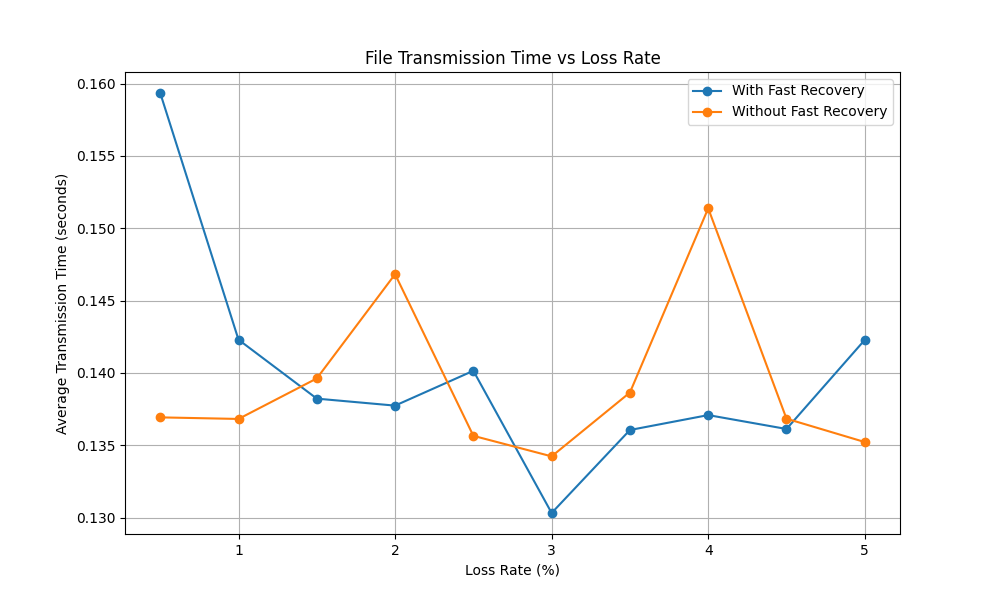 File Transmission Time vs Loss Rate
With Fast Recovery
Without Fast Recovery
Average Transmission Time (seconds)
0.160
0.155
0.150
0.145
0.140
0.135
0.130
1 2 3 4 5
Loss Rate (%)